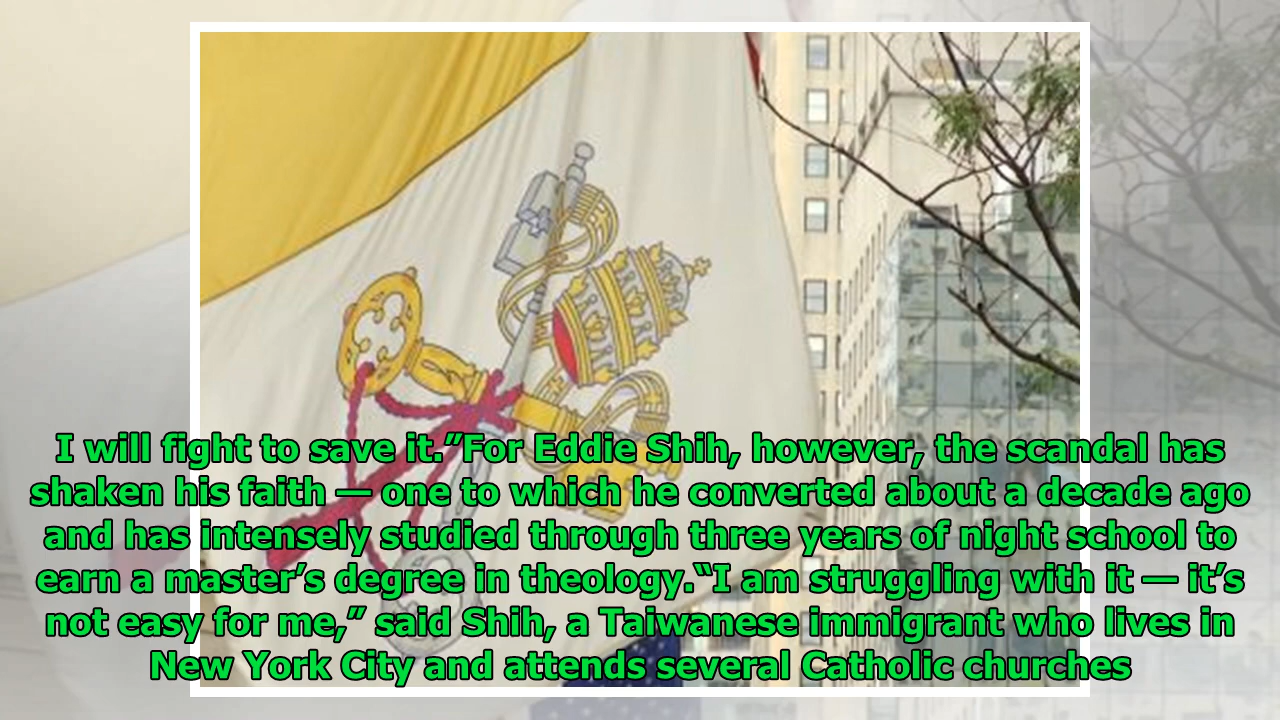 I will fight to save it.”For Eddie Shih, however, the scandal has
shaken his faith — one to which he converted about a decade ago
and has intensely studied through three years of night school to
earn a master’s degree in theology.“I am struggling with it — it’s
not easy for me,” said Shih, a Taiwanese immigrant who lives in
New York City and attends several Catholic churches